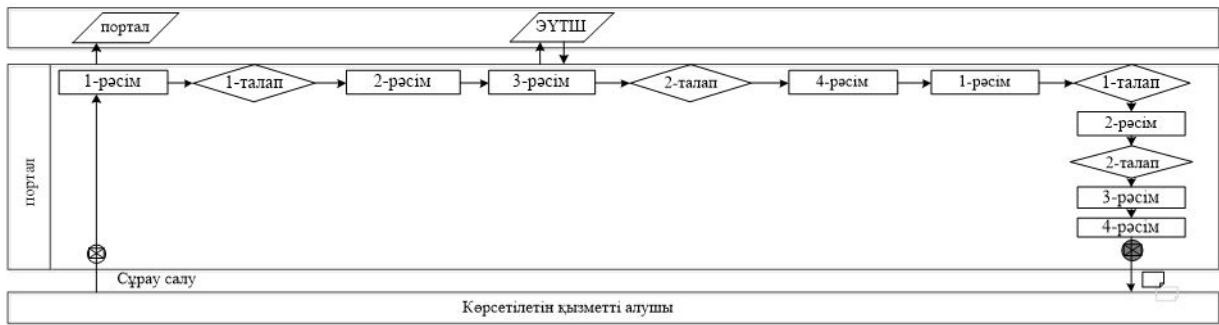 портал
ЭҮТШ
1-рәсім
1-талап
2-рәсім
3-рәсім
2-талап
4-рәсім
1-рәсім
1-талап
2-рәсім
2-талап
3-рәсім
4-рәсім
портал
Сұрау салу
Көрсетілетін қызметті алушы